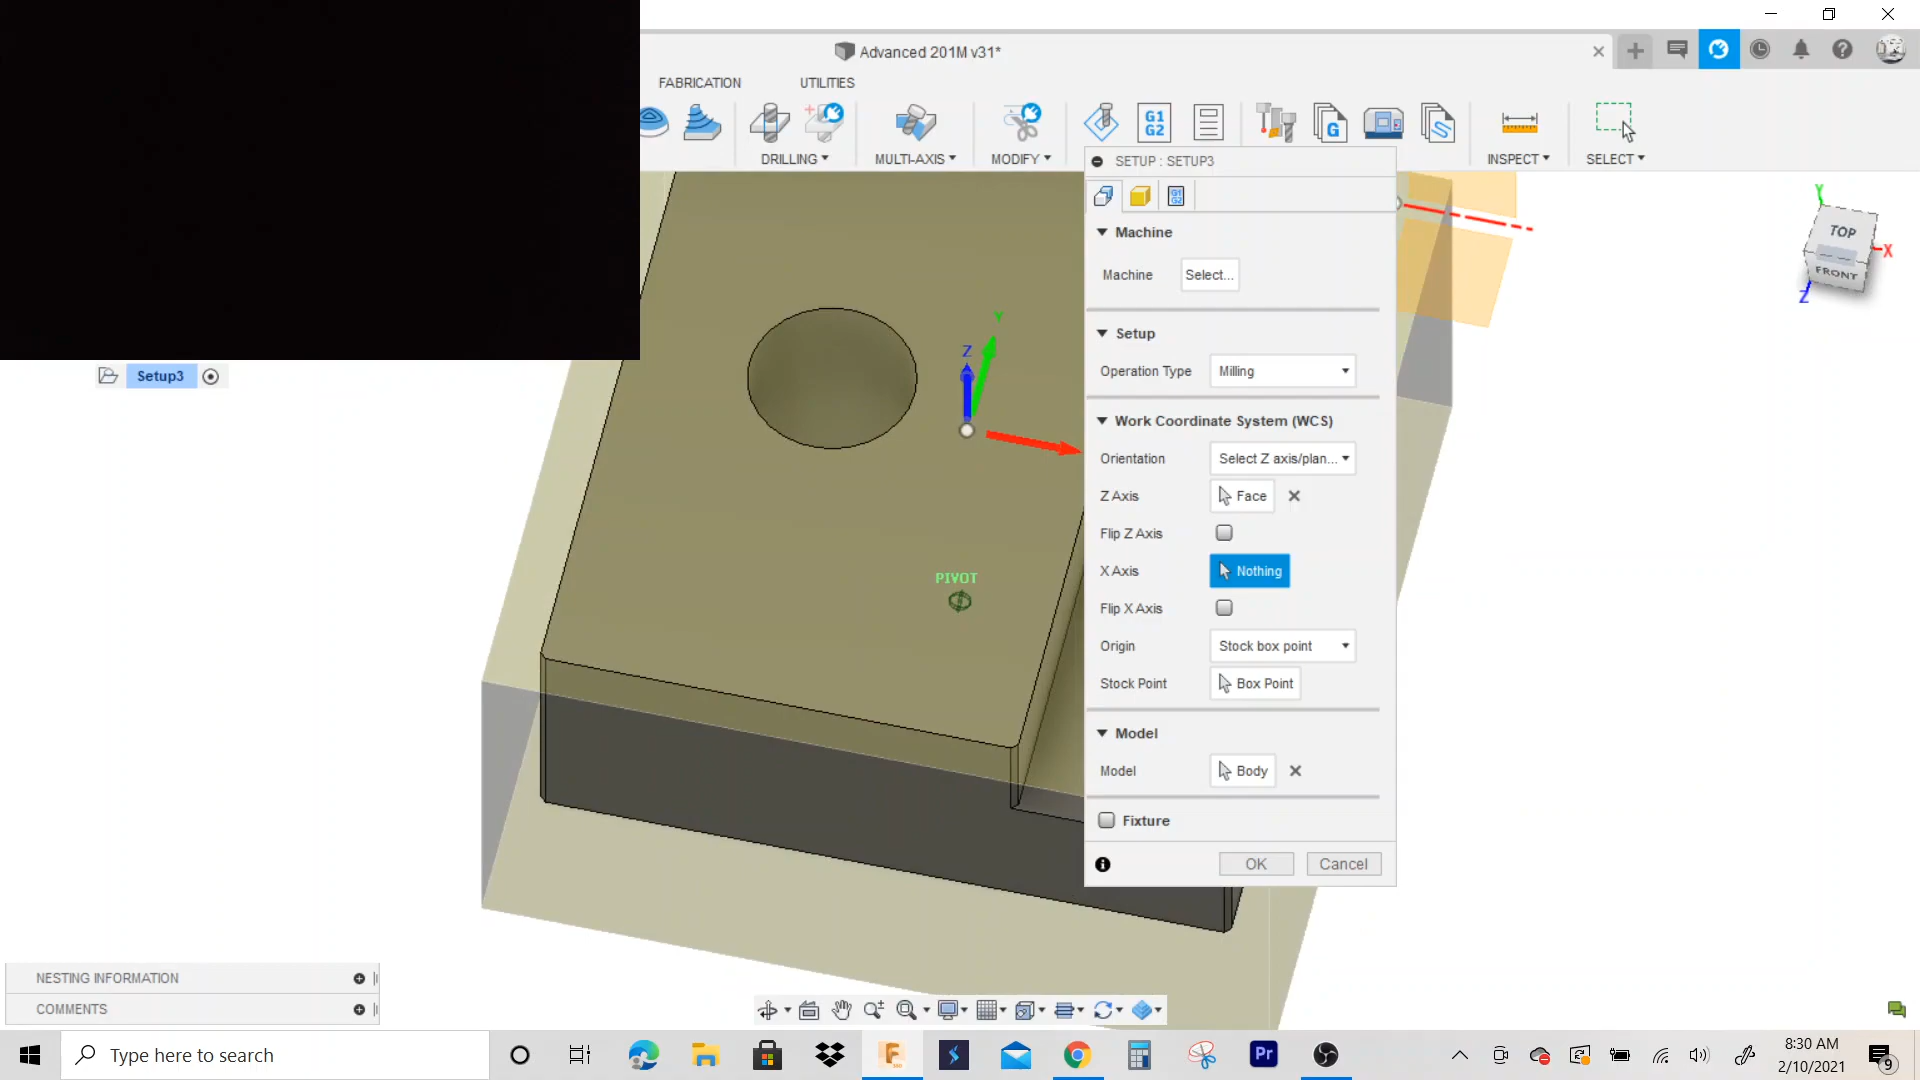 Advanced 201M v31*
FABRICATION
UTILITIES
G1
G2
G
S
DRILLING
MULTI-AXIS
MODIFY
INSPECT
SELECT
SETUP : SETUP3
Y
TOP
X
FRONT
Z
Machine
Machine
Select...
Setup
Operation Type
Milling
Setup3
Y
Z
Work Coordinate System (WCS)
Orientation
Select Z axis/plan...
Z Axis
Face
Flip Z Axis
X Axis
Nothing
PIVOT
Flip X Axis
Origin
Stock box point
Stock Point
Box Point
Model
Model
Body
Fixture
OK
Cancel
NESTING INFORMATION
COMMENTS
Type here to search
F
Pr
8:30 AM
2/10/2021
9